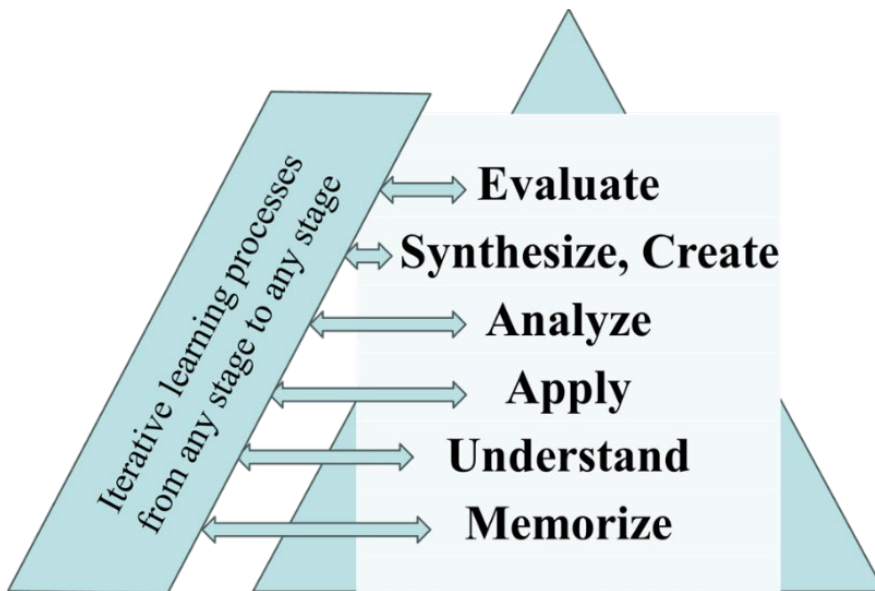 Iterative learning processes
from any stage to any stage
Evaluate
Synthesize, Create
Analyze
Apply
Understand
Memorize